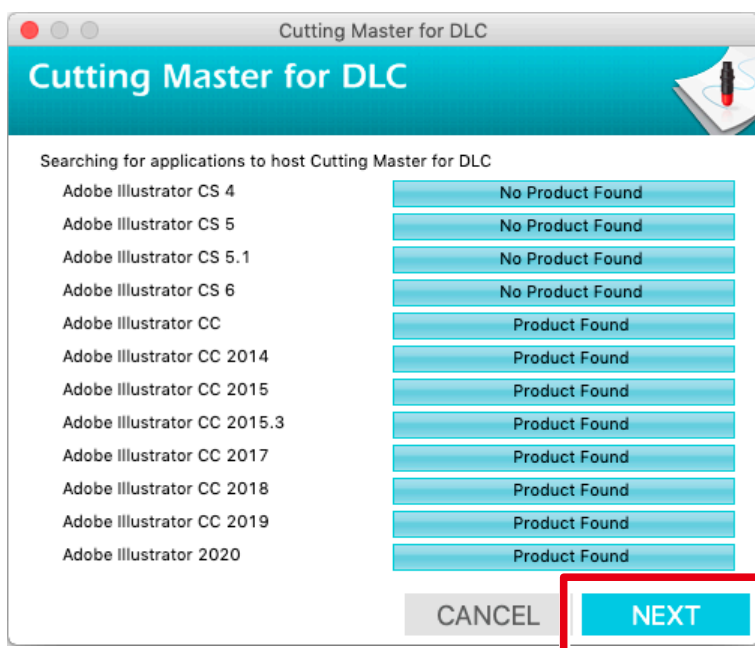 Cutting Master for DLC
Cutting Master for DLC
Searching for applications to host Cutting Master for DLC
Adobe Illustrator CS 4 No Product Found
Adobe Illustrator CS 5 No Product Found
Adobe Illustrator CS 5.1 No Product Found
Adobe Illustrator CS 6 No Product Found
Adobe Illustrator CC Product Found
Adobe Illustrator CC 2014 Product Found
Adobe Illustrator CC 2015 Product Found
Adobe Illustrator CC 2015.3 Product Found
Adobe Illustrator CC 2017 Product Found
Adobe Illustrator CC 2018 Product Found
Adobe Illustrator CC 2019 Product Found
Adobe Illustrator 2020 Product Found
CANCEL NEXT